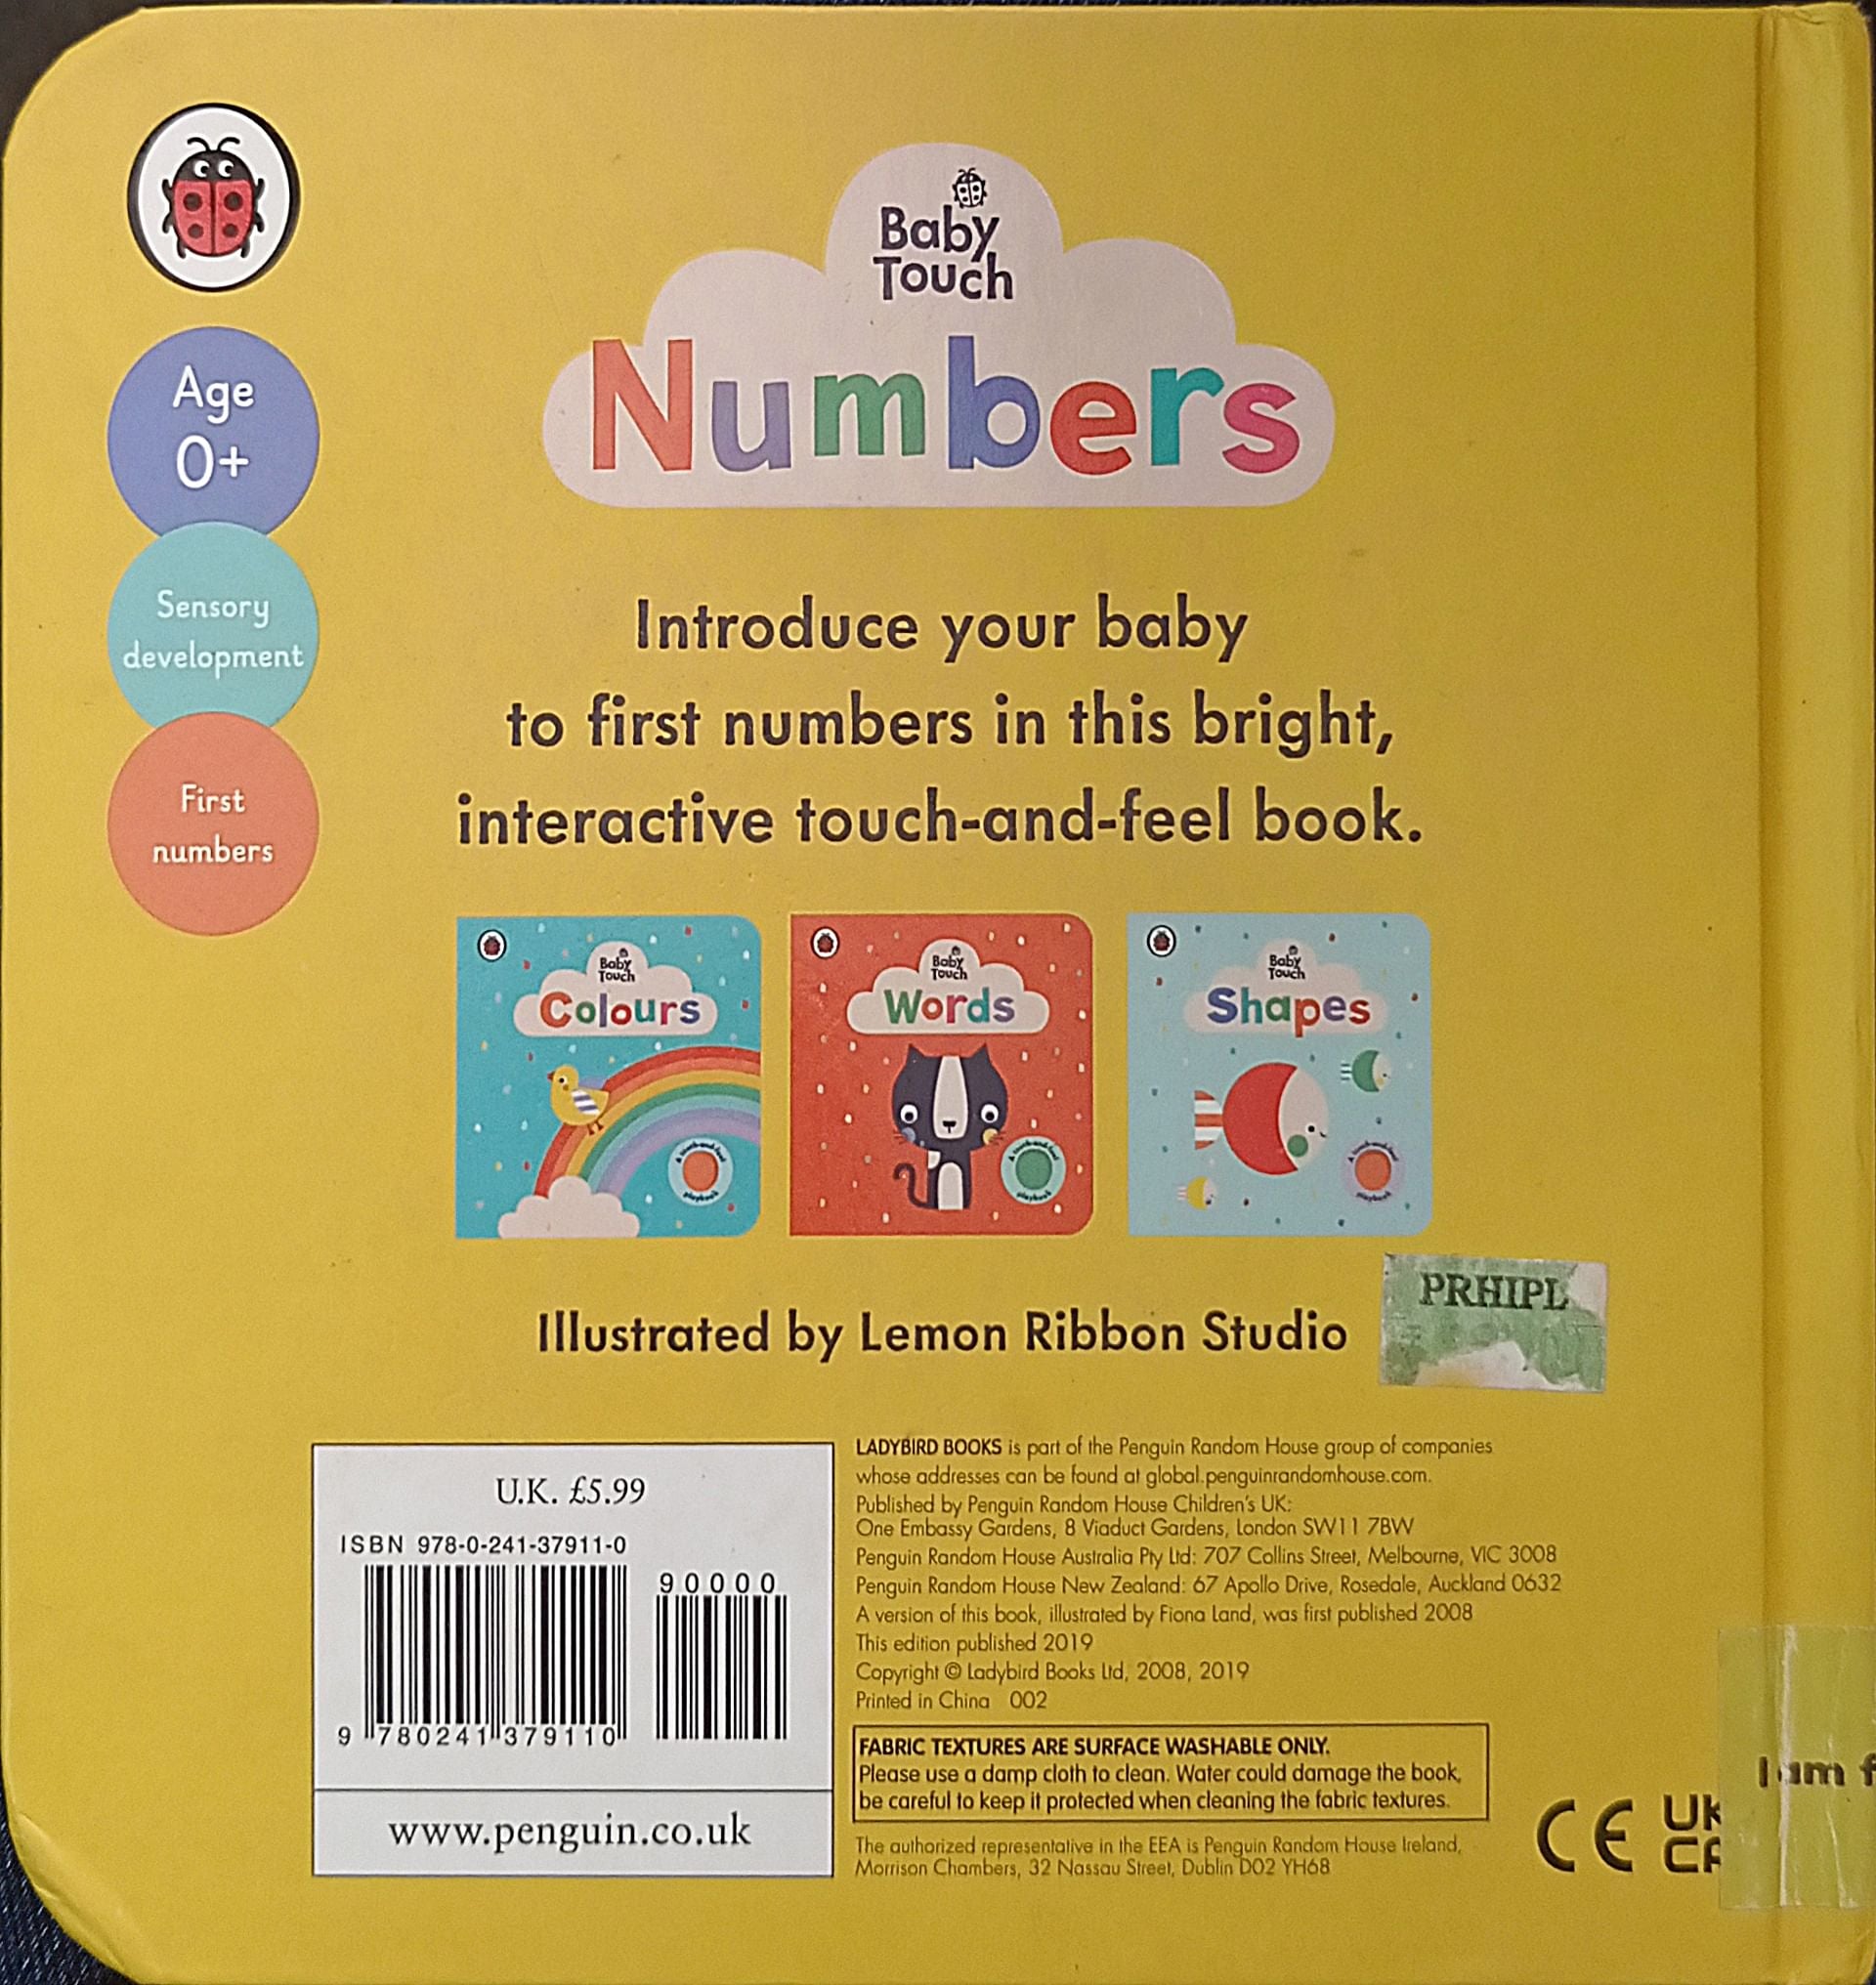 Baby
Touch
Numbers
Age
0+
Sensory
development
First
numbers
Introduce your baby
to first numbers in this bright,
interactive touch-and-feel book.
Baby
Touch
Colours
playbook
Baby
Touch
Words
playbook
Baby
Touch
Shapes
playbook
PRHIPL
Illustrated by Lemon Ribbon Studio
U.K. £5.99
ISBN 978-0-241-37911-0
90000
9 780241 379110
www.penguin.co.uk
LADYBIRD BOOKS is part of the Penguin Random House group of companies
whose addresses can be found at global.penguinrandomhouse.com.
Published by Penguin Random House Children's UK:
One Embassy Gardens, 8 Viaduct Gardens, London SW11 7BW
Penguin Random House Australia Pty Ltd: 707 Collins Street, Melbourne, VIC 3008
Penguin Random House New Zealand: 67 Apollo Drive, Rosedale, Auckland 0632
A version of this book, illustrated by Fiona Land, was first published 2008
This edition published 2019
Copyright © Ladybird Books Ltd, 2008, 2019
Printed in China 002
FABRIC TEXTURES ARE SURFACE WASHABLE ONLY.
Please use a damp cloth to clean. Water could damage the book,
be careful to keep it protected when cleaning the fabric textures.
The authorized representative in the EEA is Penguin Random House Ireland,
Morrison Chambers, 32 Nassau Street, Dublin D02 YH68
CE
UK
CA
I am f